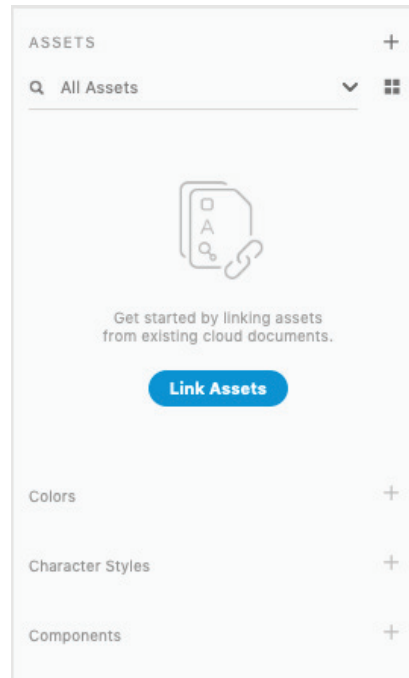 ASSETS
All Assets
A
Get started by linking assets
from existing cloud documents.
Link Assets
Colors
Character Styles
Components